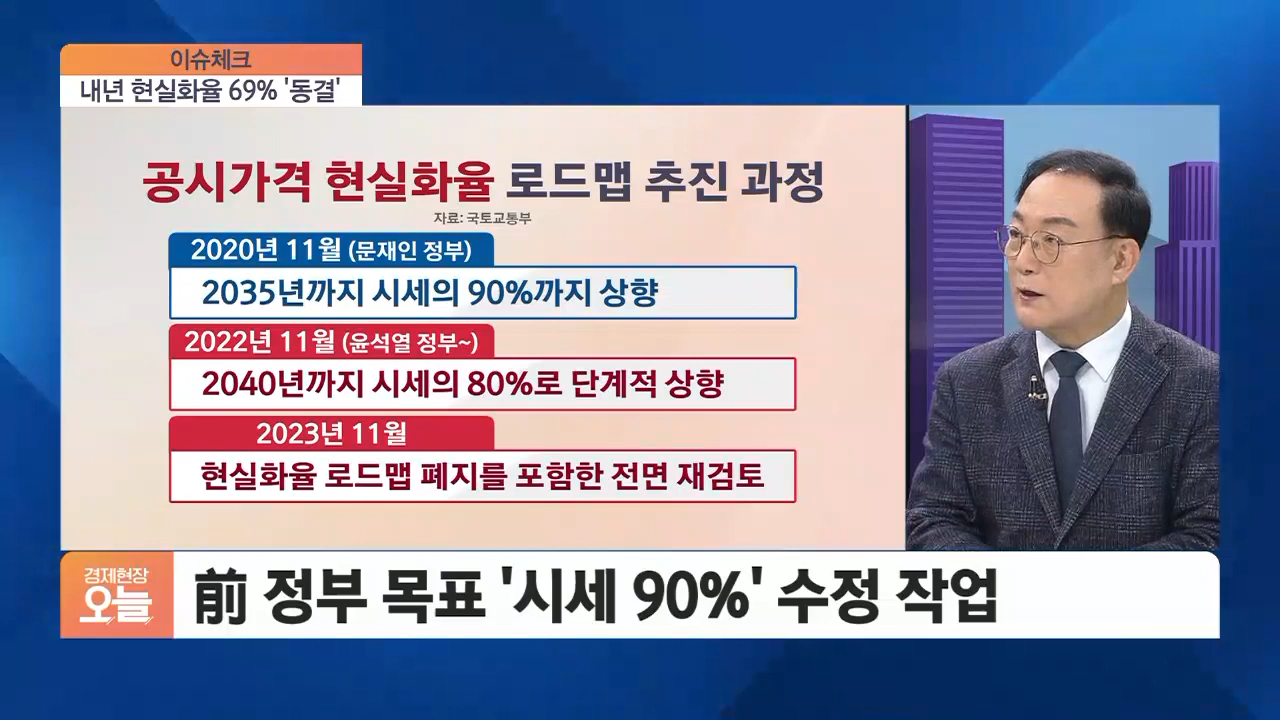 이슈체크
내년 현실화율 69% '동결'
공시가격 현실화율 로드맵 추진 과정
자료: 국토교통부
2020년 11월 (문재인 정부)
2035년까지 시세의 90%까지 상향
2022년 11월 (윤석열 정부~)
2040년까지 시세의 80%로 단계적 상향
2023년 11월
현실화율 로드맵 폐지를 포함한 전면 재검토
경제현장
오늘
前 정부 목표 '시세 90%' 수정 작업